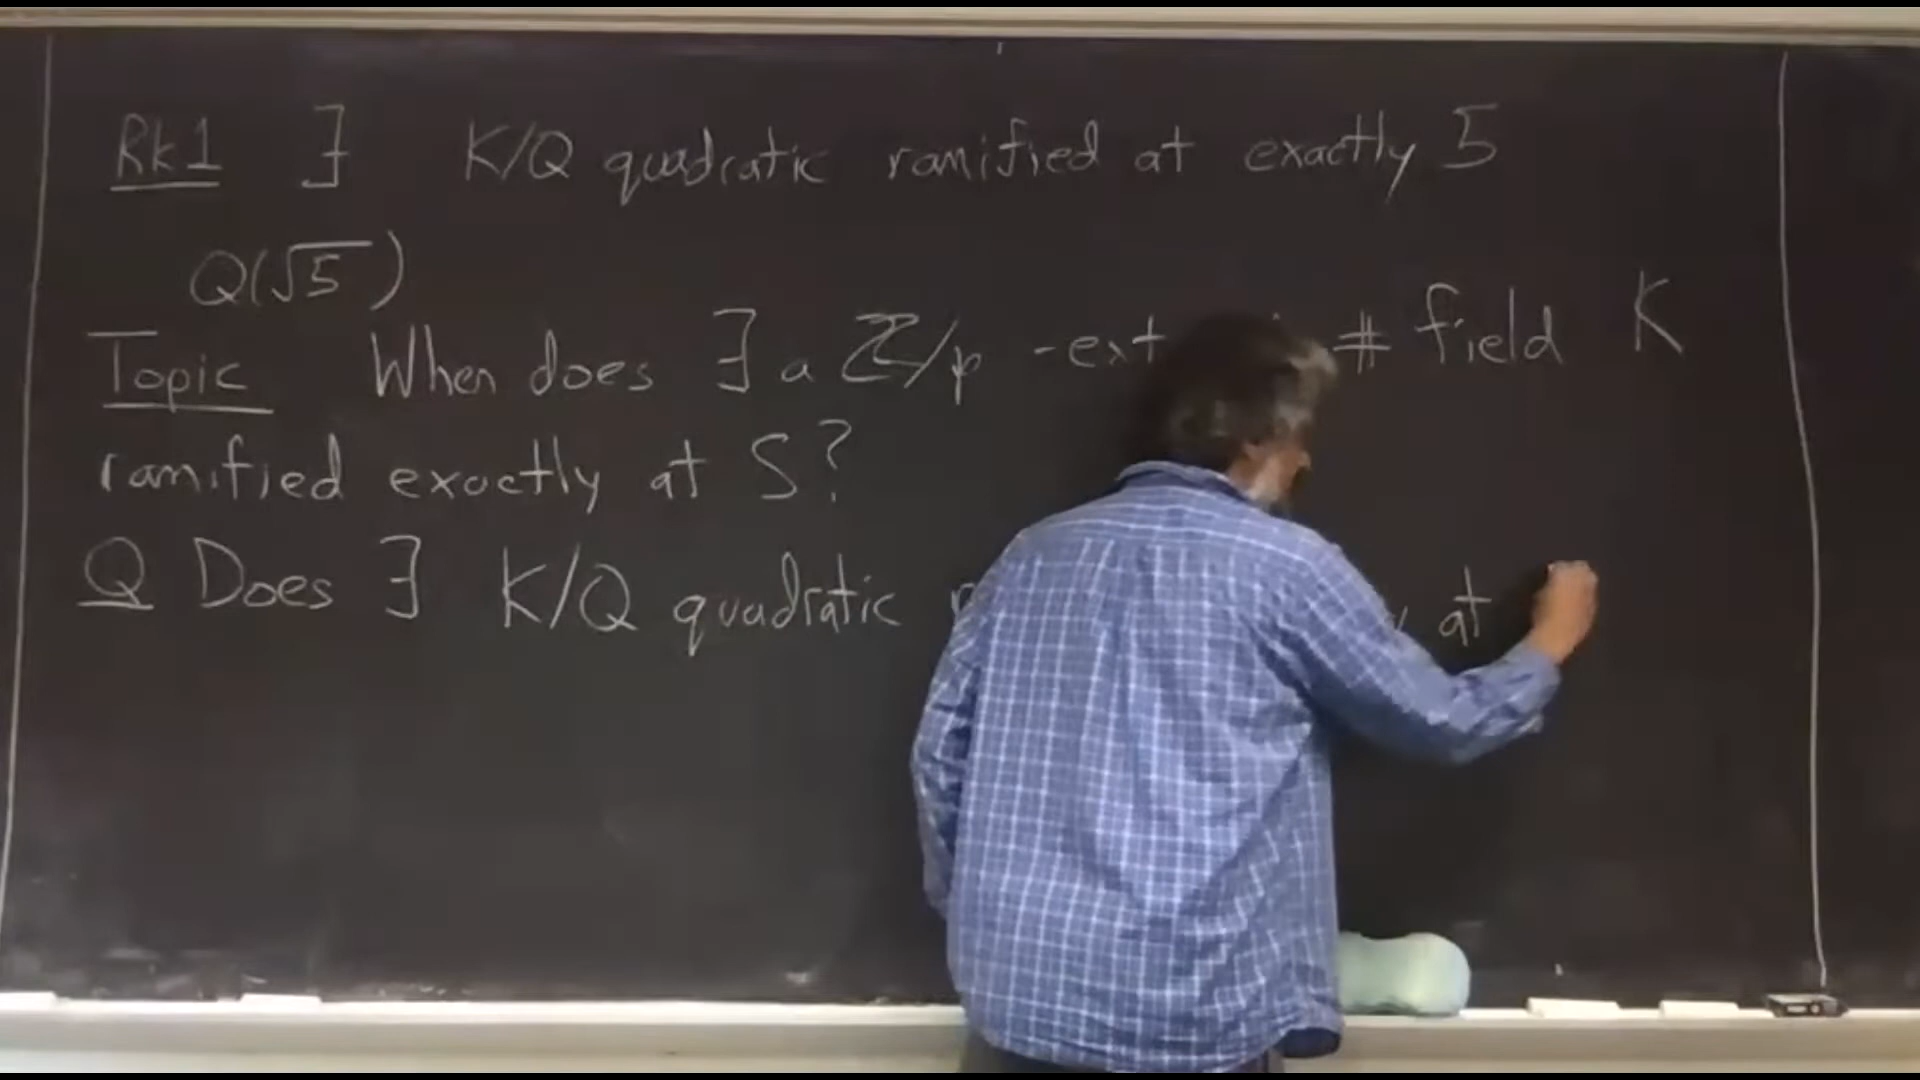 Rk1 ∃ K/Q quadratic ramified at exactly 5
Q(√5)
Topic When does ∃ a ℤ/p -ext # field K
ramified exactly at S?
Q Does ∃ K/Q quadratic at